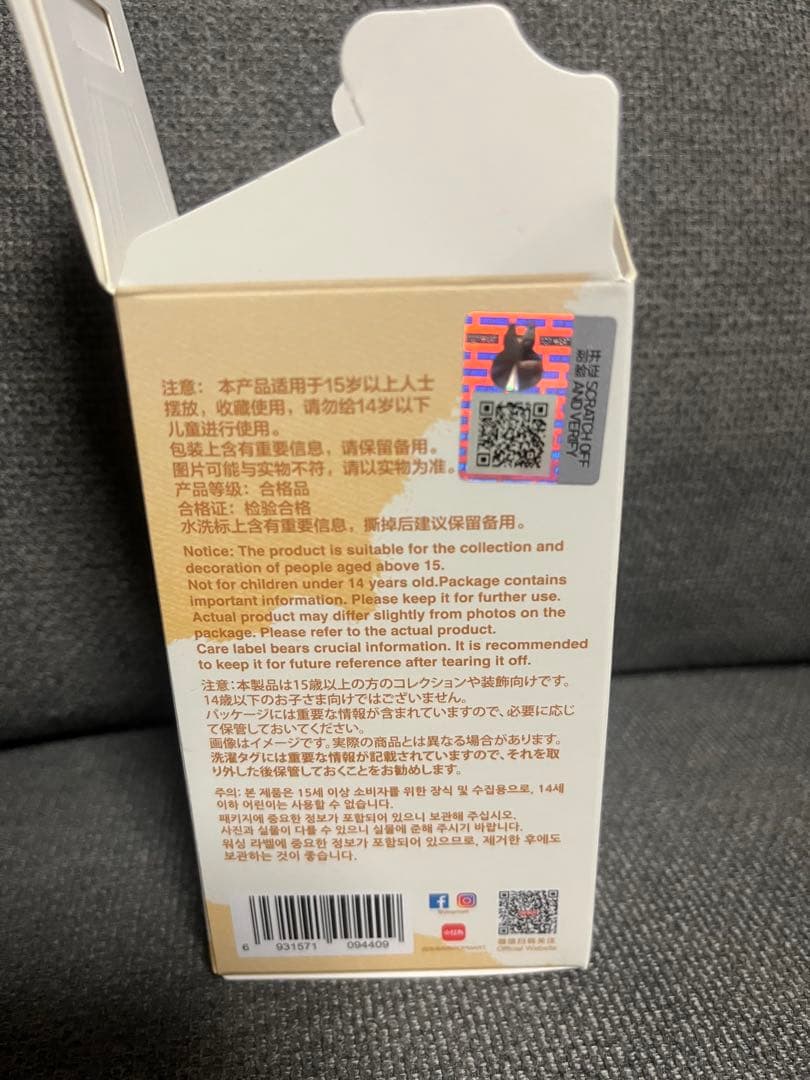 注意：本产品适用于15岁以上人士
摆放，收藏使用，请勿给14岁以下
儿童进行使用。
包装上含有重要信息，请保留备用。
图片可能与实物不符，请以实物为准。
产品等级：合格品
合格证：检验合格
水洗标上含有重要信息，撕掉后建议保留备用。
SCRATCH OFF
AND VERIFY
Notice: The product is suitable for the collection and
decoration of people aged above 15.
Not for children under 14 years old.Package contains
important information. Please keep it for further use.
Actual product may differ slightly from photos on the
package. Please refer to the actual product.
Care label bears crucial information. It is recommended
to keep it for future reference after tearing it off.
注意:本製品は15歳以上の方のコレクションや装飾向けです。
14歳以下のお子さま向けではございません。
パッケージには重要な情報が含まれていますので、必要に応じ
て保管しておいてください。
画像はイメージです。実際の商品とは異なる場合があります。
洗濯タグには重要な情報が記載されていますので、それを取
り外した後保管しておくことをお勧めします。
주의: 본 제품은 15세 이상 소비자를 위한 장식 및 수집용으로, 14세
이하 어린이는 사용할 수 없습니다.
패키지에 중요한 정보가 포함되어 있으니 보관해 주십시오.
사진과 실물이 다를 수 있으니 실물에 준해 주시기 바랍니다.
워싱 라벨에 중요한 정보가 포함되어 있으므로, 제거한 후에도
보관하는 것이 좋습니다.
6 931571 094409
小红书
Official Website